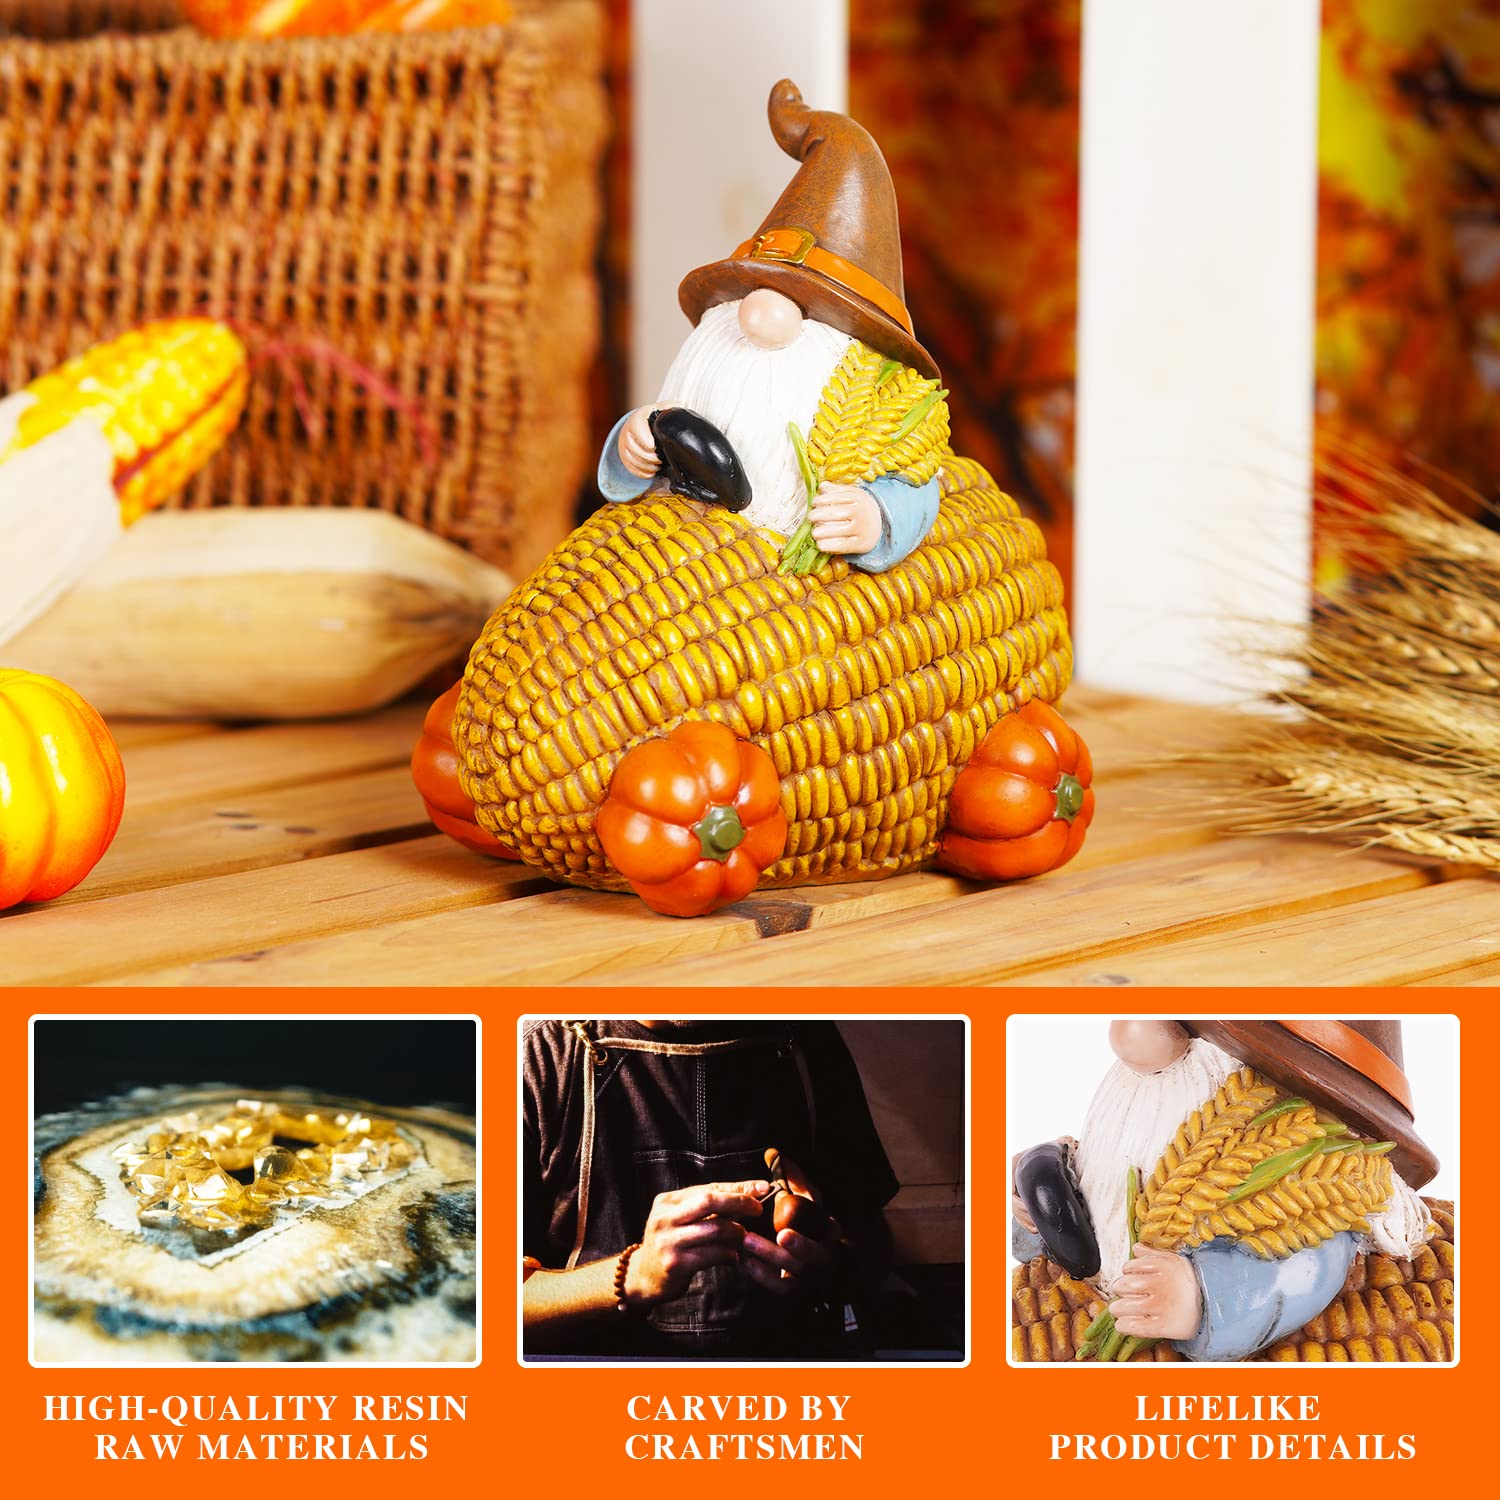 HIGH-QUALITY RESIN
RAW MATERIALS
CARVED BY
CRAFTSMEN
LIFELIKE
PRODUCT DETAILS